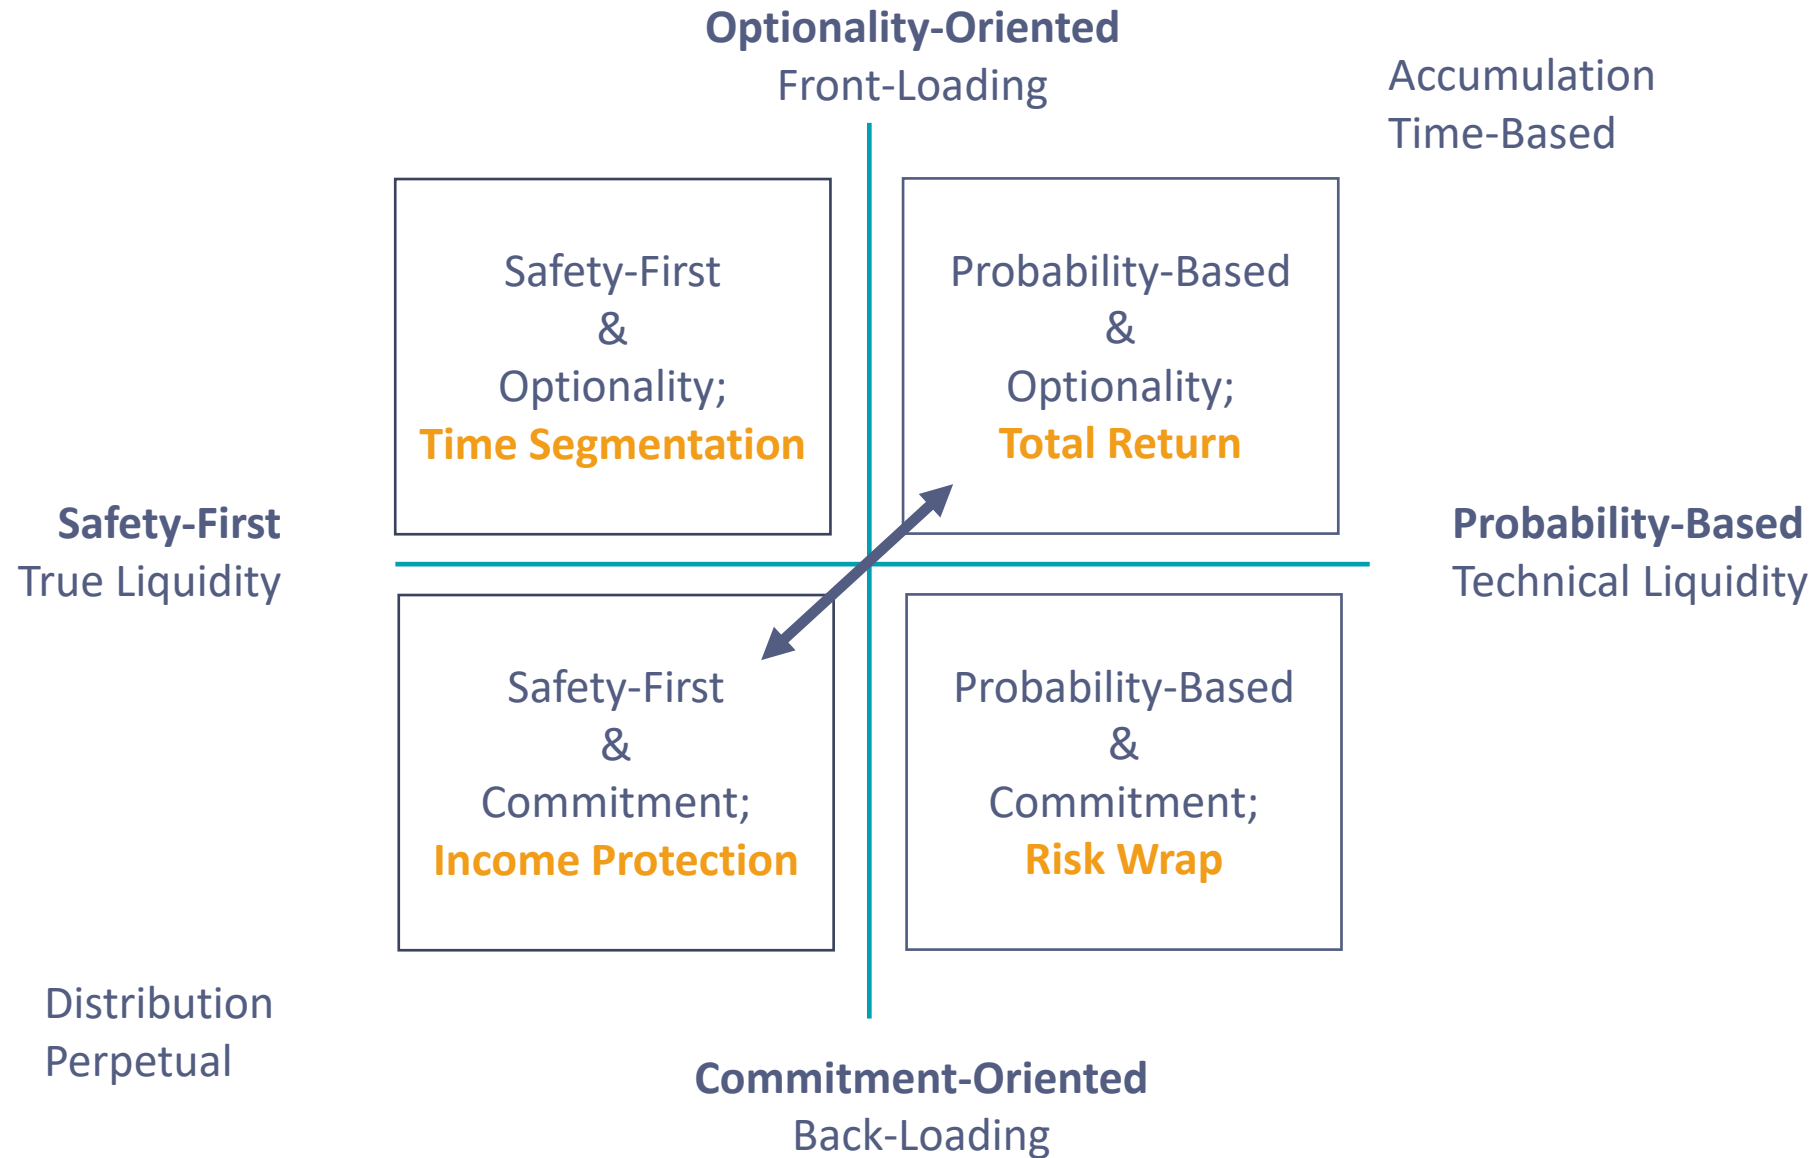 Optionality-Oriented
Front-Loading
Accumulation
Time-Based
Safety-First
&
Optionality;
Time Segmentation
Probability-Based
&
Optionality;
Total Return
Safety-First
True Liquidity
Probability-Based
Technical Liquidity
Safety-First
&
Commitment;
Income Protection
Probability-Based
&
Commitment;
Risk Wrap
Distribution
Perpetual
Commitment-Oriented
Back-Loading